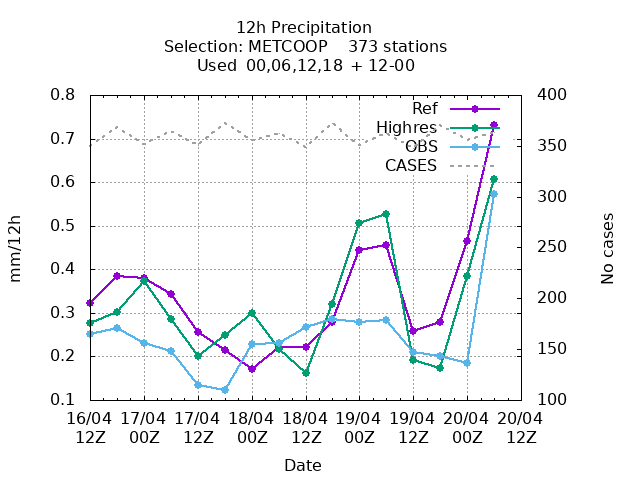 12h Precipitation
Selection: METCOOP 373 stations
Used 00,06,12,18 + 12-00
0.8
0.7
0.6
0.5
0.4
0.3
0.2
0.1
mm/12h
400
350
300
250
200
150
100
No cases
Ref
Highres
OBS
CASES
16/04 17/04 17/04 18/04 18/04 19/04 19/04 20/04 20/04
12Z 00Z 12Z 00Z 12Z 00Z 12Z 00Z 12Z
Date